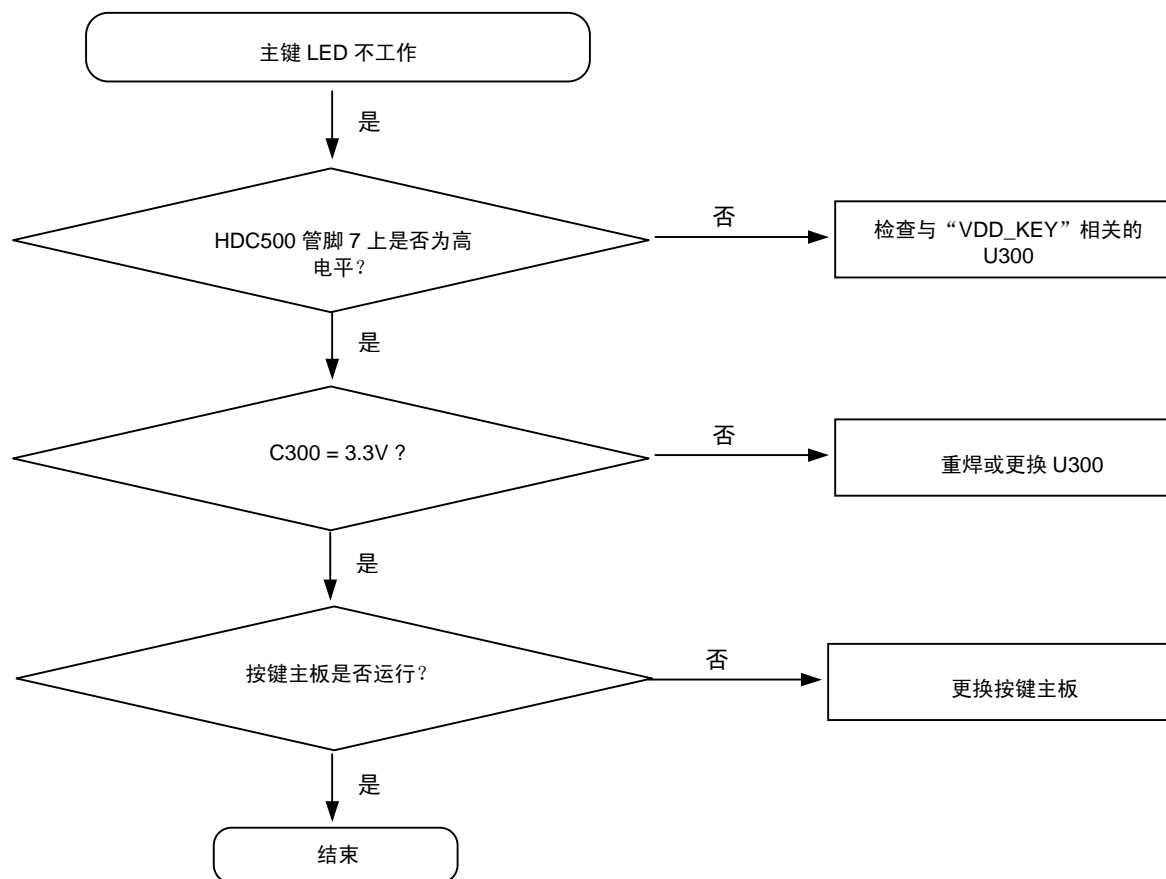 主键 LED 不工作
是
HDC500 管脚 7 上是否为高
电平？
否
检查与“VDD_KEY”相关的
U300
是
C300 = 3.3V ?
否
重焊或更换 U300
是
按键主板是否运行？
否
更换按键主板
是
结束